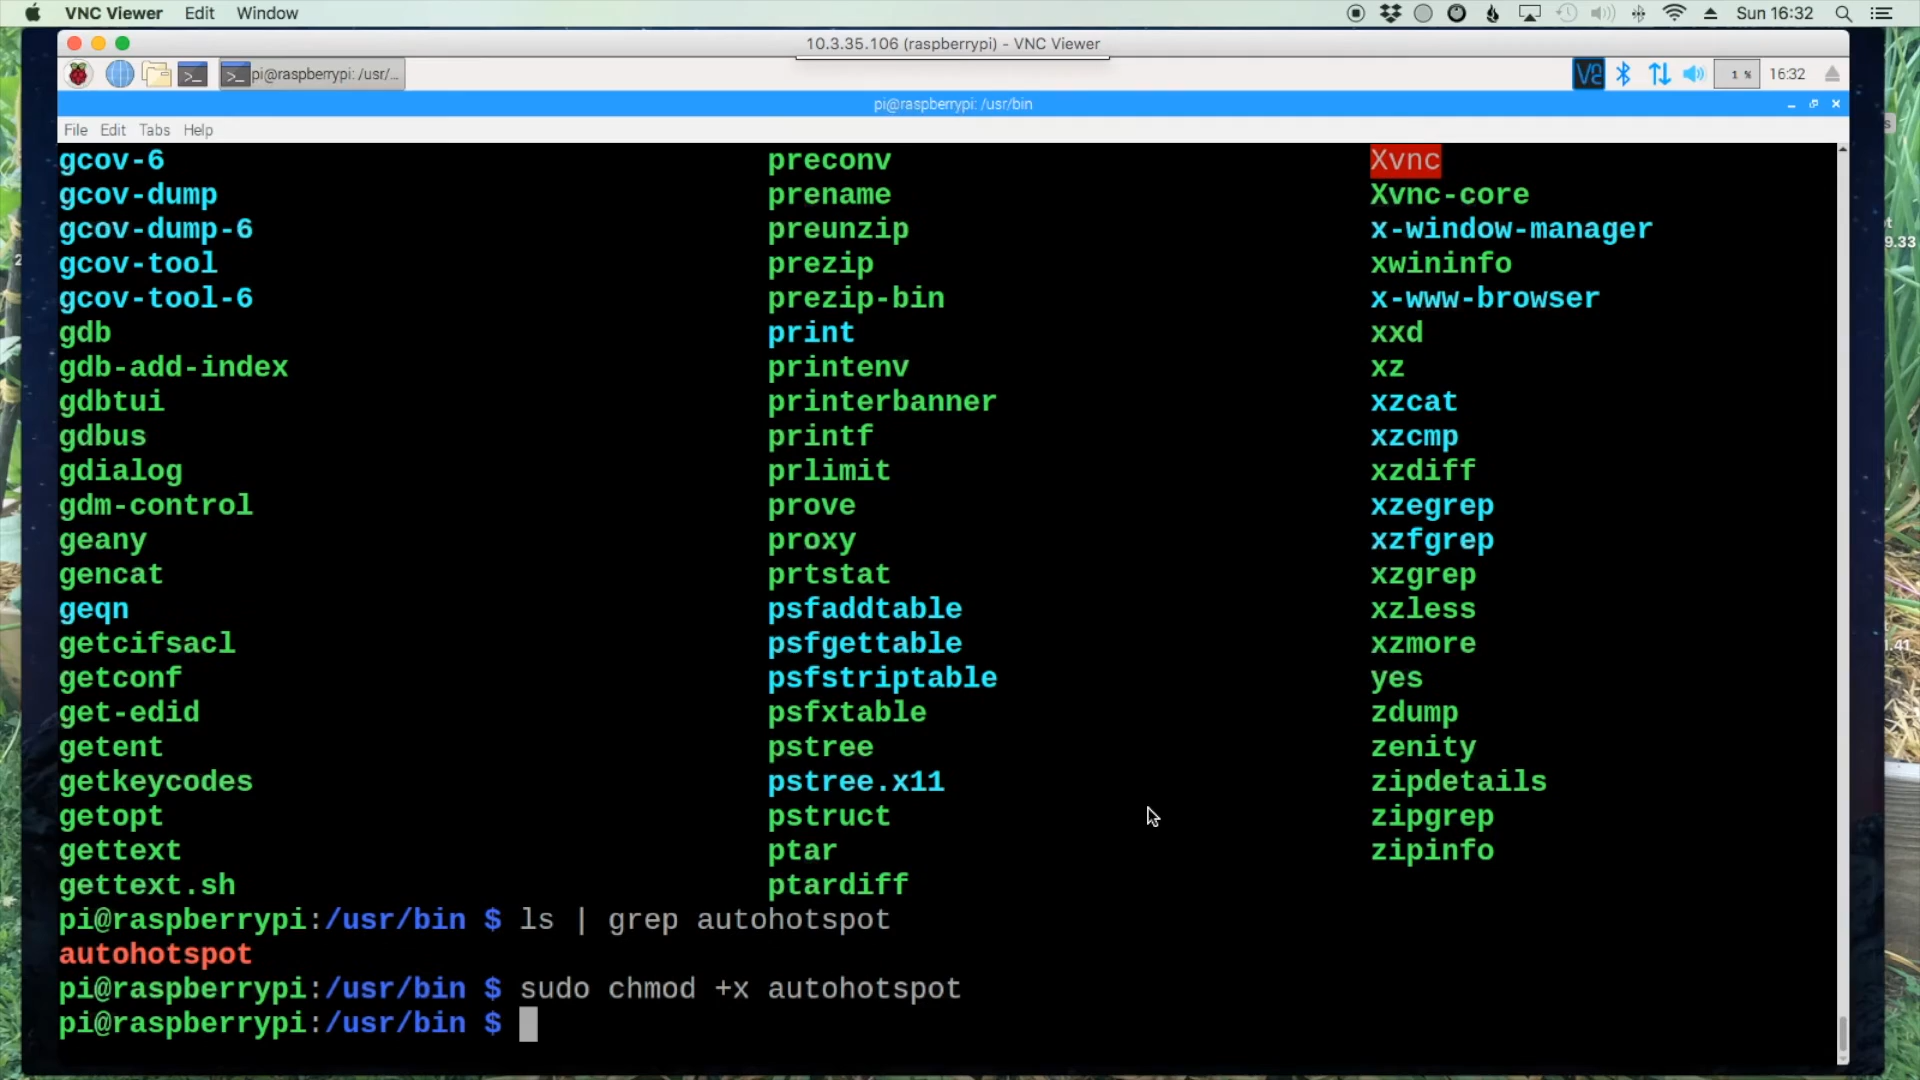 VNC Viewer Edit Window Sun 16:32
10.3.35.106 (raspberrypi) - VNC Viewer
pi@raspberrypi: /usr/... 1 % 16:32
pi@raspberrypi: /usr/bin
File Edit Tabs Help
gcov-6 preconv Xvnc
gcov-dump prename Xvnc-core
gcov-dump-6 preunzip x-window-manager
gcov-tool prezip xwininfo
gcov-tool-6 prezip-bin x-www-browser
gdb print xxd
gdb-add-index printenv xz
gdbtui printerbanner xzcat
gdbus printf xzcmp
gdialog prlimit xzdiff
gdm-control prove xzegrep
geany proxy xzfgrep
gencat prtstat xzgrep
geqn psfaddtable xzless
getcifsacl psfgettable xzmore
getconf psfstriptable yes
get-edid psfxtable zdump
getent pstree zenity
getkeycodes pstree.x11 zipdetails
getopt pstruct zipgrep
gettext ptar zipinfo
gettext.sh ptardiff
pi@raspberrypi:/usr/bin $ ls | grep autohotspot
autohotspot
pi@raspberrypi:/usr/bin $ sudo chmod +x autohotspot
pi@raspberrypi:/usr/bin $